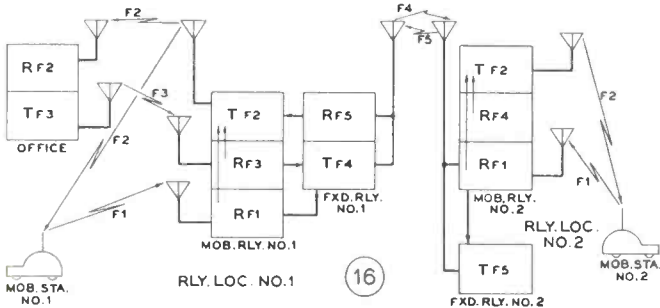 F2
RF2
TF3
OFFICE
F3
F2
F1
MOB.STA.
NO.1
TF2
RF3
RF1
MOB.RLY.NO.1
RF5
TF4
FXD.RLY.
NO.1
RLY.LOC.NO.1
16
F4
F5
TF2
RF4
RF1
MOB.RLY.
NO.2
TF5
FXD.RLY.NO.2
RLY.LOC.
NO.2
F2
F1
MOB.STA.
NO.2